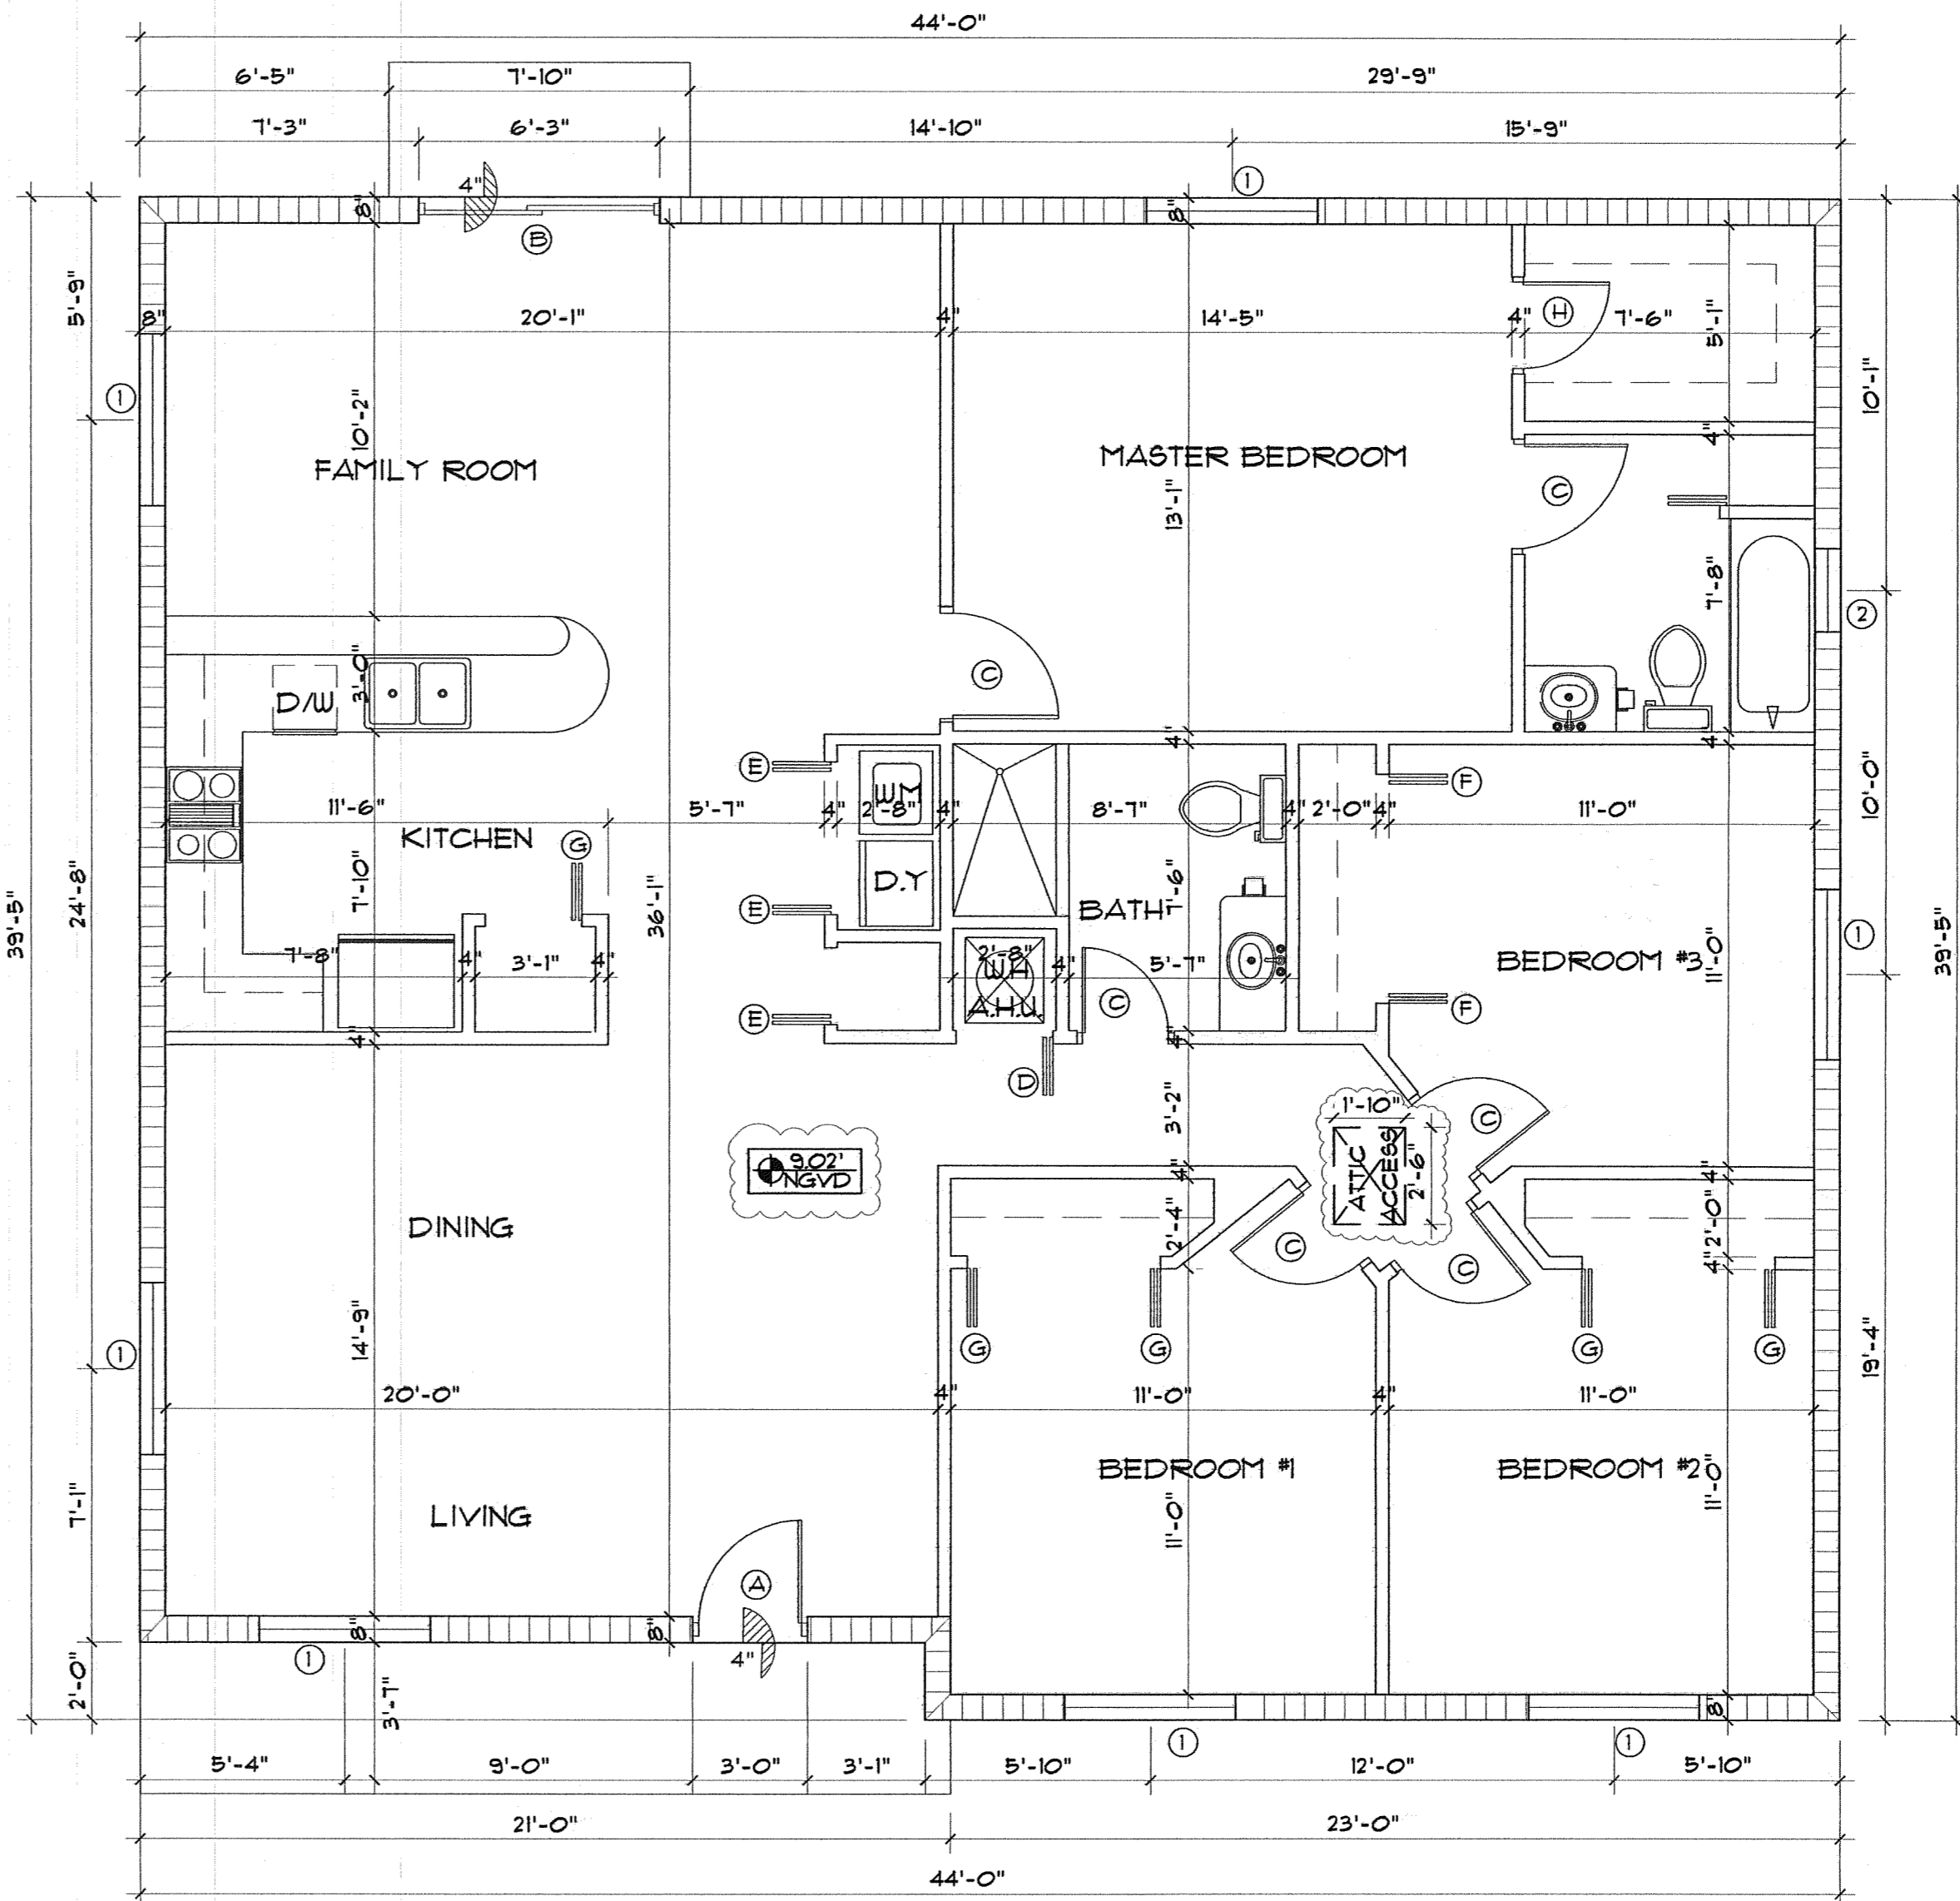 44'-0"
6'-5" 7'-10" 29'-9"
7'-3" 6'-3" 14'-10" 15'-9"
1
4"
8" 8"
B
5'-9"
8" 20'-1" 4" 14'-5" 4" H 7'-6" 5'-1"
1
10'-2"
10'-1"
FAMILY ROOM MASTER BEDROOM
4"
13'-1"
C
7'-8"
2
C
3'-0"
D/W
4" 4"
E F
WM
11'-6" 5'-7" 4" 2'-8" 4" 8'-7" 4" 2'-0" 4" 11'-0"
10'-0"
KITCHEN G
7'-10"
D.Y
7'-6"
24'-8"
36'-1"
39'-5"
E
BATH
1
39'-5"
7'-8" 4" 3'-1" 4" 2'-8" 4" 5'-7"
WH
A.H.U.
BEDROOM #3
11'-0"
C
E F
4" 4"
D
3'-2"
1'-10"
C
ATTIC
ACCESS
2'-6"
9.02'
NGVD
4" 4"
2'-4" 2'-0"
4"
DINING
C C
14'-9"
1
G G G G
19'-4"
20'-0" 4" 11'-0" 4" 11'-0"
BEDROOM #1 BEDROOM #2
7'-1"
LIVING
11'-0" 11'-0"
A
8" 8"
4"
1
2'-0"
3'-7"
8"
1 1
5'-4" 9'-0" 3'-0" 3'-1" 5'-10" 12'-0" 5'-10"
21'-0" 23'-0"
44'-0"